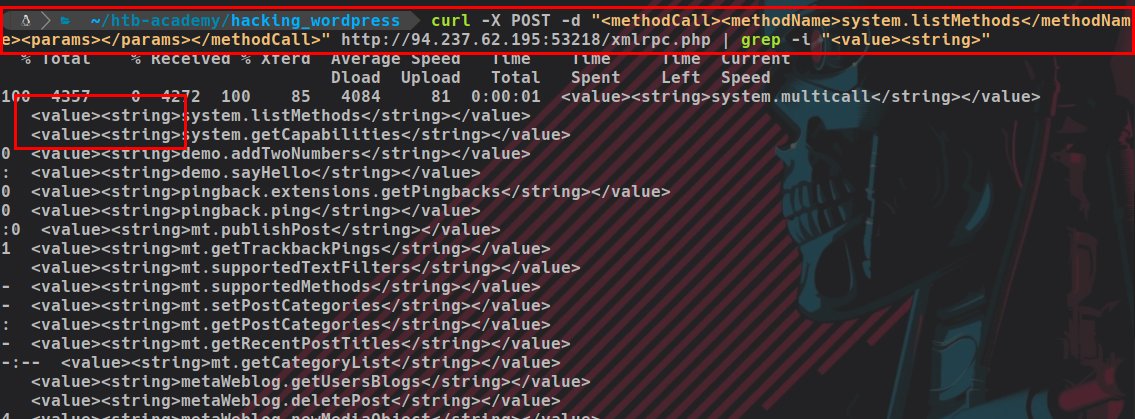 ~/htb-academy/hacking_wordpress curl -X POST -d "<methodCall><methodName>system.listMethods</methodNam
e><params></params></methodCall>" http://94.237.62.195:53218/xmlrpc.php | grep -i "<value><string>"
% Total % Received % Xferd Average Speed Time Time Time Current
Dload Upload Total Spent Left Speed
100 4357 0 4272 100 85 4084 81 0:00:01 <value><string>system.multicall</string></value>
<value><string>system.listMethods</string></value>
<value><string>system.getCapabilities</string></value>
0 <value><string>demo.addTwoNumbers</string></value>
: <value><string>demo.sayHello</string></value>
0 <value><string>pingback.extensions.getPingbacks</string></value>
0 <value><string>pingback.ping</string></value>
:0 <value><string>mt.publishPost</string></value>
1 <value><string>mt.getTrackbackPings</string></value>
<value><string>mt.supportedTextFilters</string></value>
- <value><string>mt.supportedMethods</string></value>
- <value><string>mt.setPostCategories</string></value>
: <value><string>mt.getPostCategories</string></value>
- <value><string>mt.getRecentPostTitles</string></value>
-:-- <value><string>mt.getCategoryList</string></value>
<value><string>metaWeblog.getUsersBlogs</string></value>
<value><string>metaWeblog.deletePost</string></value>
4 <value><string>metaWeblog.newMediaObject</string></value>